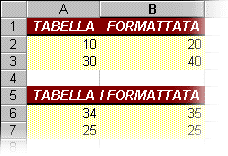 A B
1 TABELLA FORMATTATA
2 10 20
3 30 40
4
5 TABELLA I FORMATTATA
6 34 35
7 25 25